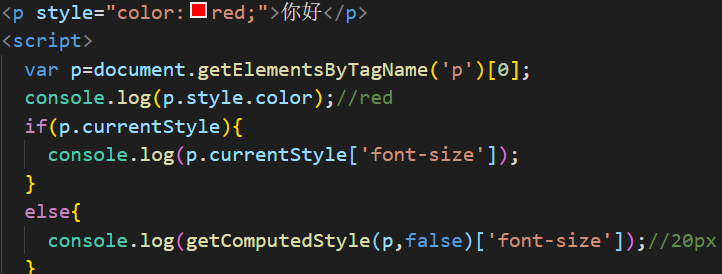 <p style="color:red;">你好</p>
<script>
var p=document.getElementsByTagName('p')[0];
console.log(p.style.color);//red
if(p.currentStyle){
console.log(p.currentStyle['font-size']);
}
else{
console.log(getComputedStyle(p,false)['font-size']);//20px
}